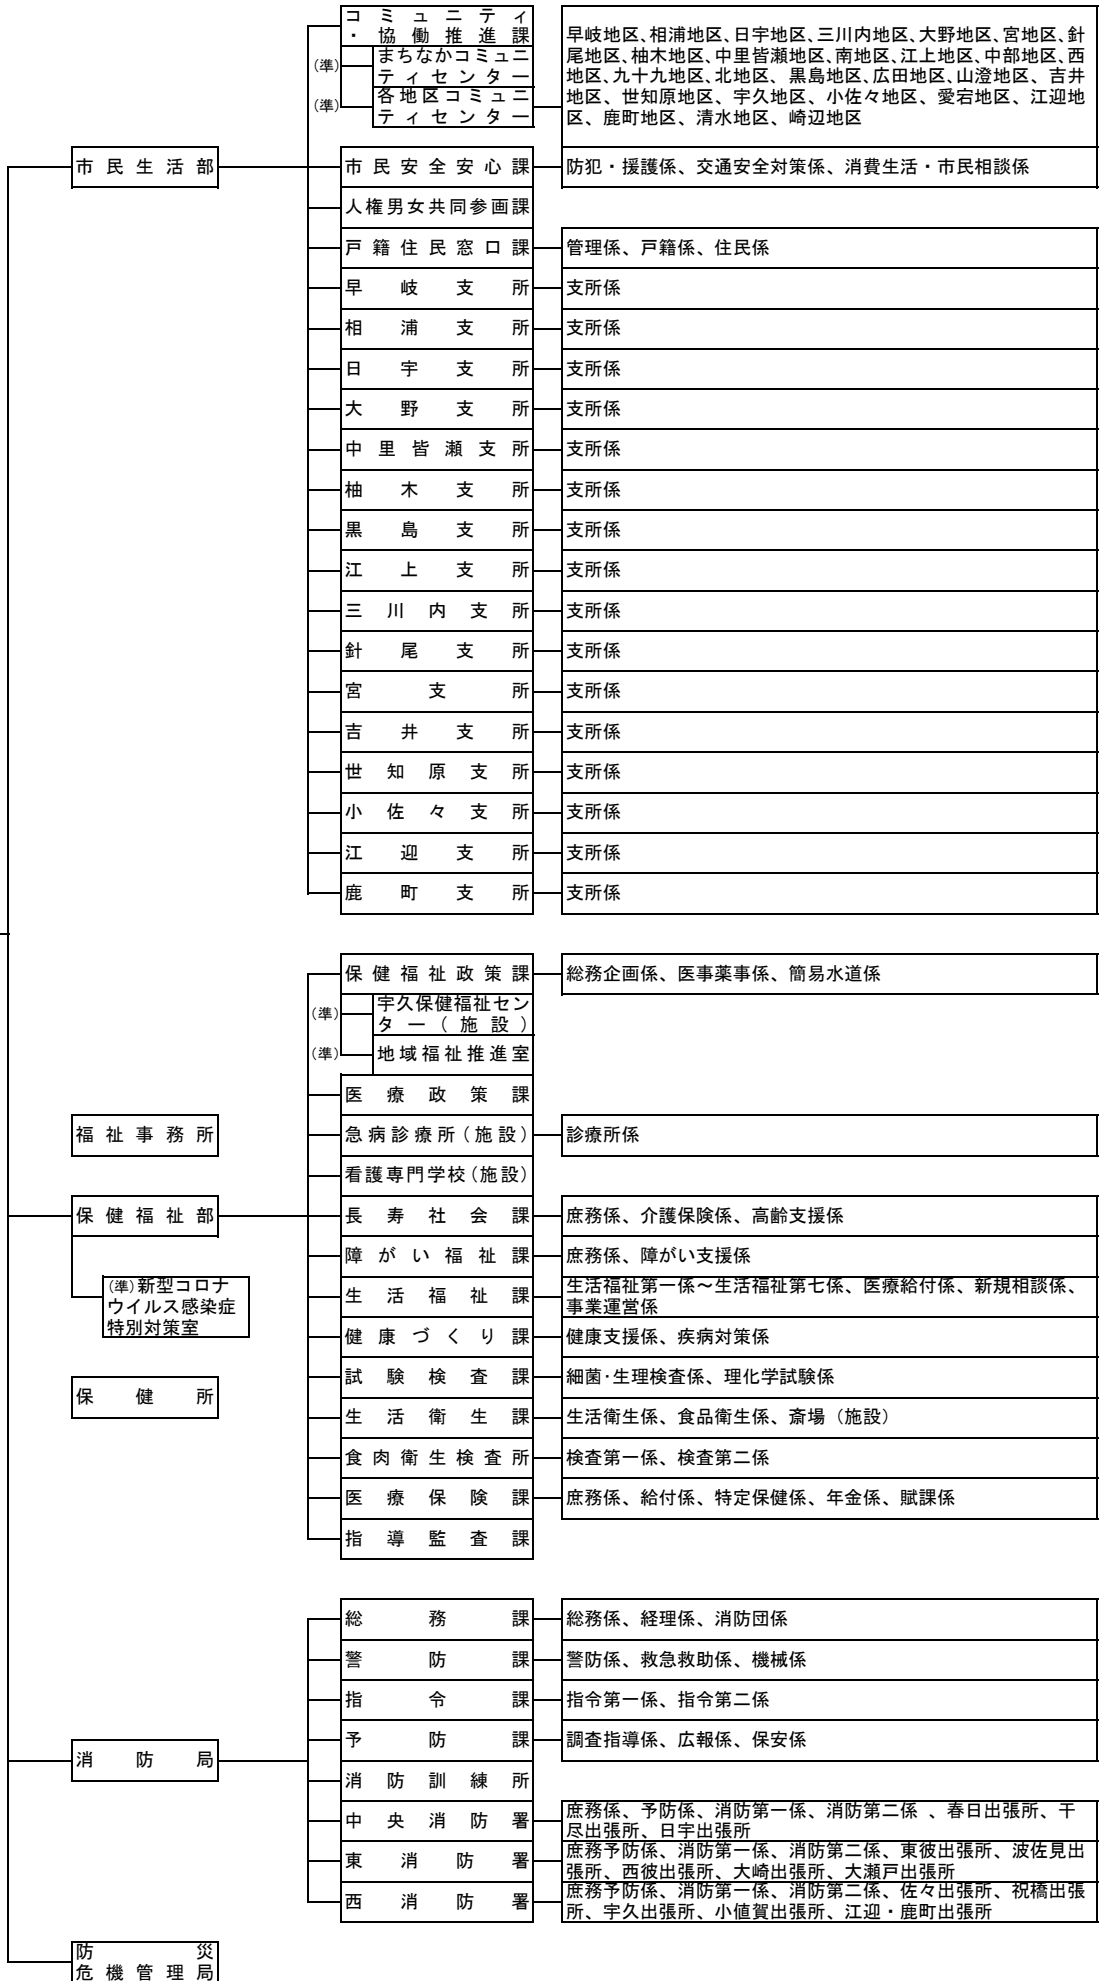 コミュニティ
・協働推進課
(準)
まちなかコミュニ
ティセンター
(準)
各地区コミュニ
ティセンター
早岐地区、相浦地区、日宇地区、三川内地区、大野地区、宮地区、針
尾地区、柚木地区、中里皆瀬地区、南地区、江上地区、中部地区、西
地区、九十九地区、北地区、黒島地区、広田地区、山澄地区、吉井
地区、世知原地区、宇久地区、小佐々地区、愛宕地区、江迎地
区、鹿町地区、清水地区、崎辺地区
市民生活部
市民安全安心課
防犯・援護係、交通安全対策係、消費生活・市民相談係
人権男女共同参画課
戸籍住民窓口課
管理係、戸籍係、住民係
早岐支所
支所係
相浦支所
支所係
日宇支所
支所係
大野支所
支所係
中里皆瀬支所
支所係
柚木支所
支所係
黒島支所
支所係
江上支所
支所係
三川内支所
支所係
針尾支所
支所係
宮支所
支所係
吉井支所
支所係
世知原支所
支所係
小佐々支所
支所係
江迎支所
支所係
鹿町支所
支所係
保健福祉政策課
総務企画係、医事薬事係、簡易水道係
(準)
宇久保健福祉セン
ター(施設)
(準)
地域福祉推進室
医療政策課
福祉事務所
急病診療所(施設)
診療所係
看護専門学校(施設)
保健福祉部
長寿社会課
庶務係、介護保険係、高齢支援係
障がい福祉課
庶務係、障がい支援係
(準)新型コロナ
ウイルス感染症
特別対策室
生活福祉課
生活福祉第一係～生活福祉第七係、医療給付係、新規相談係、
事業運営係
健康づくり課
健康支援係、疾病対策係
保健所
試験検査課
細菌･生理検査係、理化学試験係
生活衛生課
生活衛生係、食品衛生係、斎場（施設）
食肉衛生検査所
検査第一係、検査第二係
医療保険課
庶務係、給付係、特定保健係、年金係、賦課係
指導監査課
総務課
総務係、経理係、消防団係
警防課
警防係、救急救助係、機械係
指令課
指令第一係、指令第二係
消防局
予防課
調査指導係、広報係、保安係
消防訓練所
中央消防署
庶務係、予防係、消防第一係、消防第二係 、春日出張所、干
尽出張所、日宇出張所
東消防署
庶務予防係、消防第一係、消防第二係、東彼出張所、波佐見出
張所、西彼出張所、大崎出張所、大瀬戸出張所
西消防署
庶務予防係、消防第一係、消防第二係、佐々出張所、祝橋出張
所、宇久出張所、小値賀出張所、江迎・鹿町出張所
防災
危機管理局